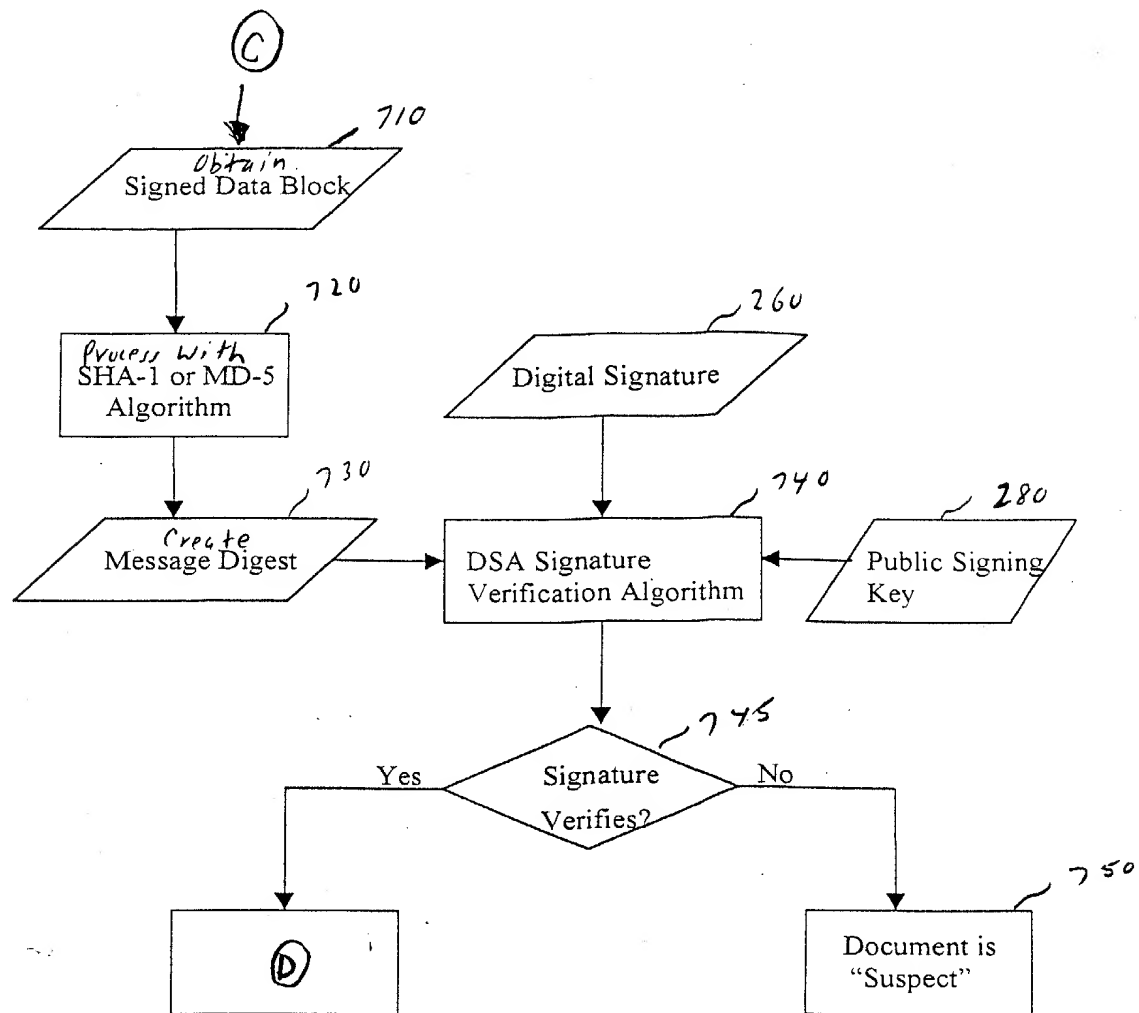 C
710
Obtain
Signed Data Block
720
Process with
SHA-1 or MD-5
Algorithm
260
Digital Signature
730
Create
Message Digest
740
DSA Signature
Verification Algorithm
280
Public Signing
Key
745
Signature
Verifies?
Yes
No
D
750
Document is
“Suspect”